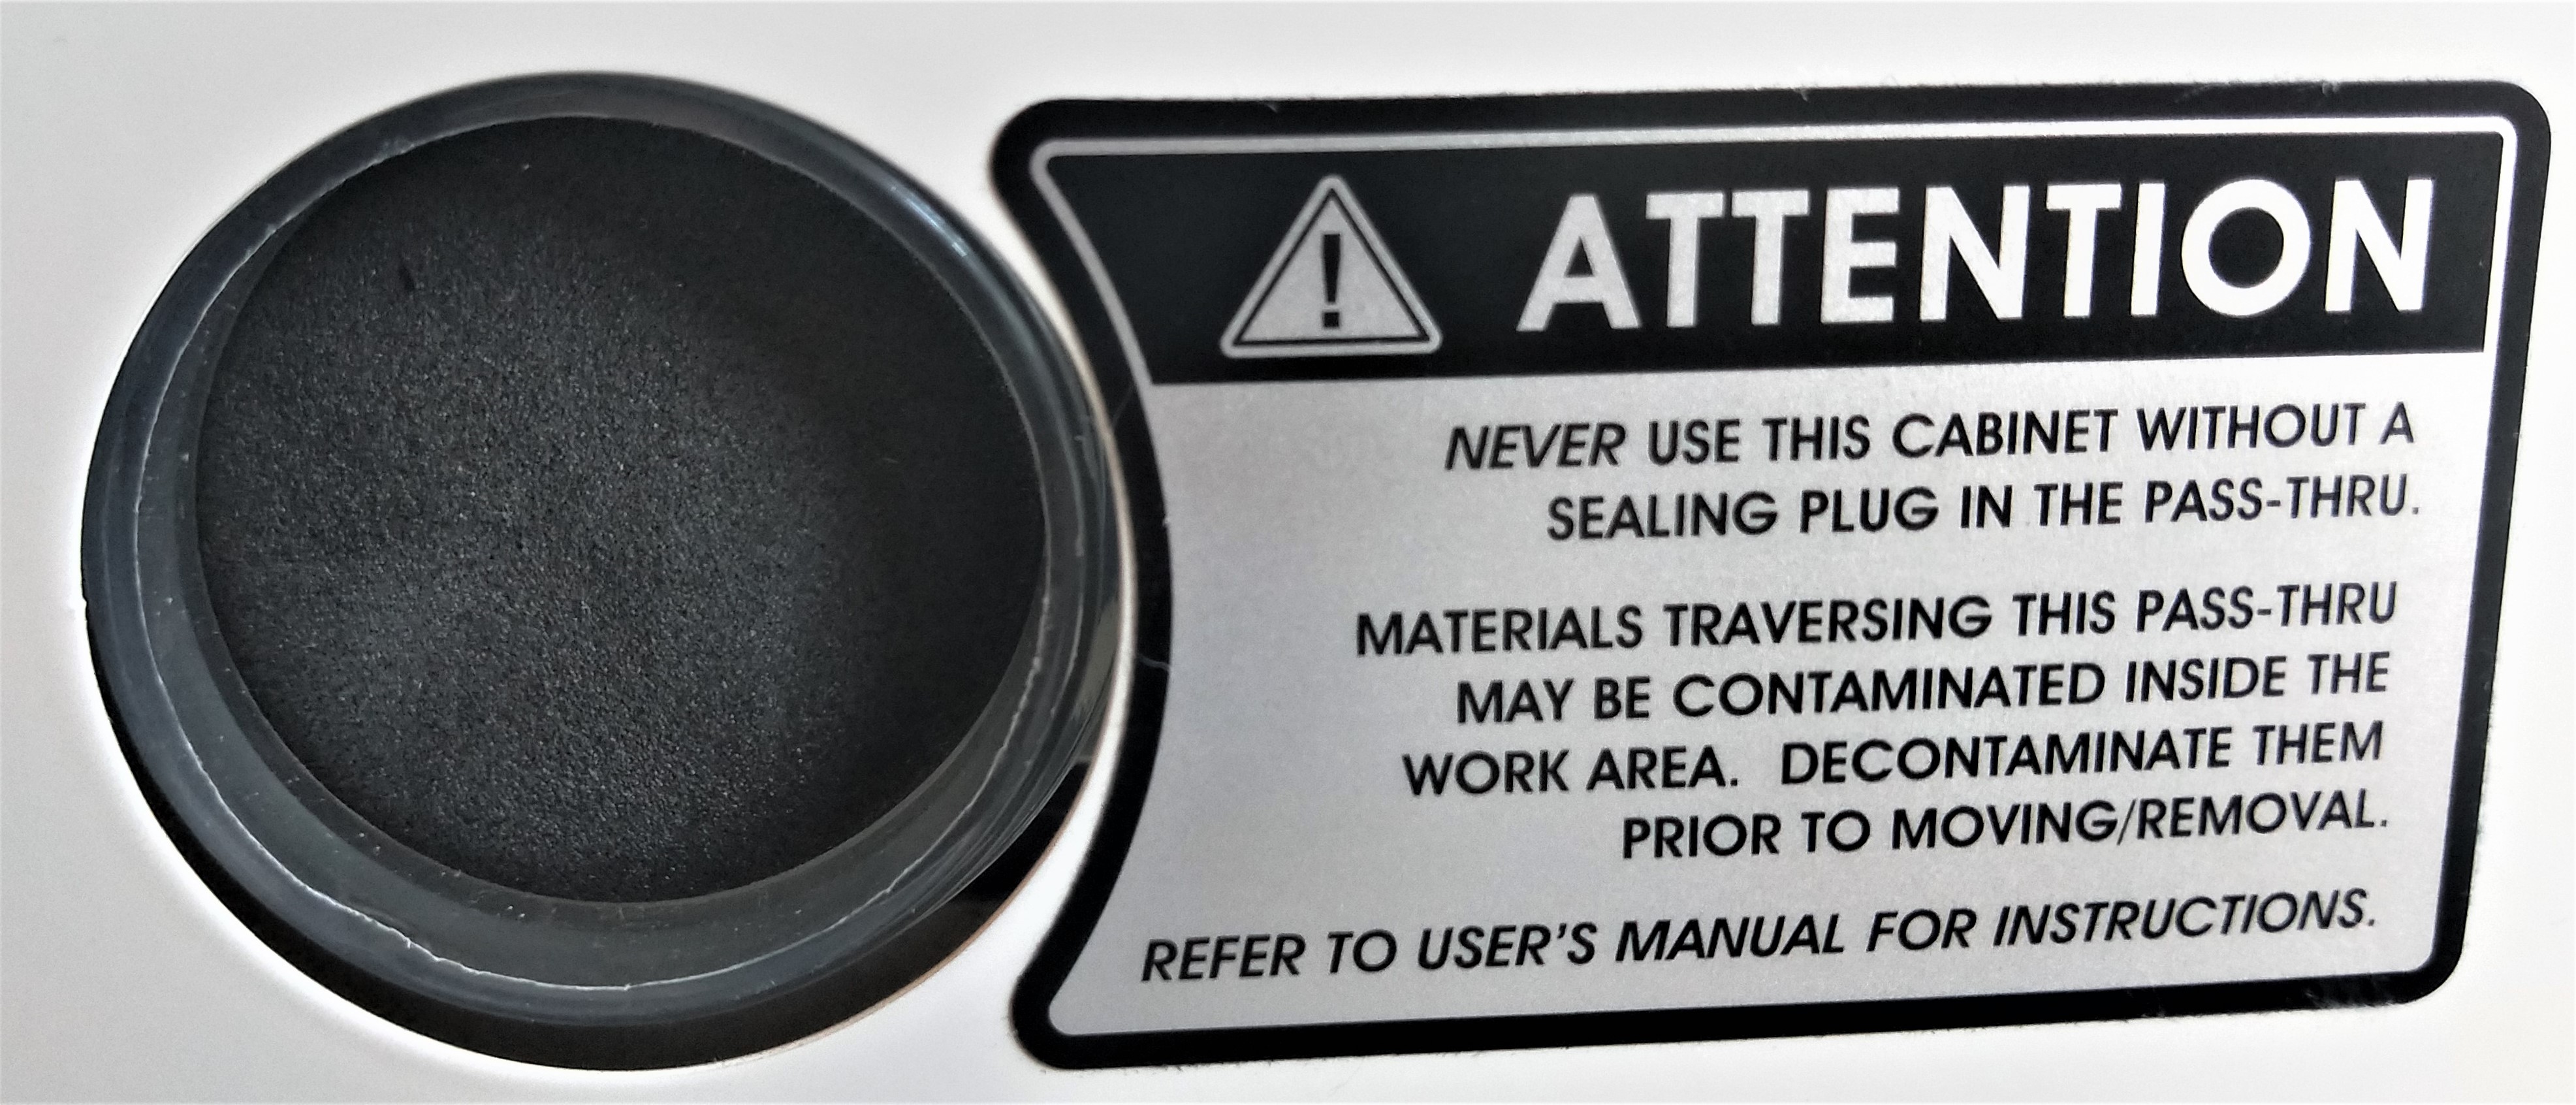 ATTENTION
NEVER USE THIS CABINET WITHOUT A
SEALING PLUG IN THE PASS-THRU.
MATERIALS TRAVERSING THIS PASS-THRU
MAY BE CONTAMINATED INSIDE THE
WORK AREA.  DECONTAMINATE THEM
PRIOR TO MOVING/REMOVAL.
REFER TO USER'S MANUAL FOR INSTRUCTIONS.